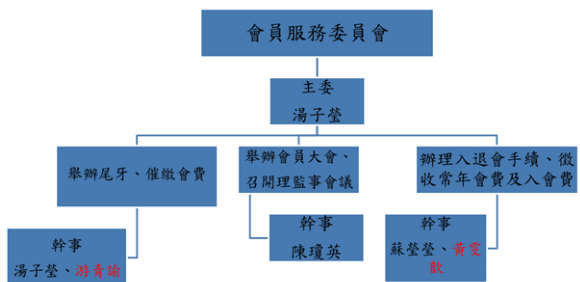 會員服務委員會
主委
湯子瑩
舉辦尾牙、催繳會費
舉辦會員大會、
召開理監事會議
辦理入退會手續、徵
收常年會費及入會費
幹事
湯子瑩、游青諭
幹事
陳瓊英
幹事
蘇瑩瑩、黃雯
歆